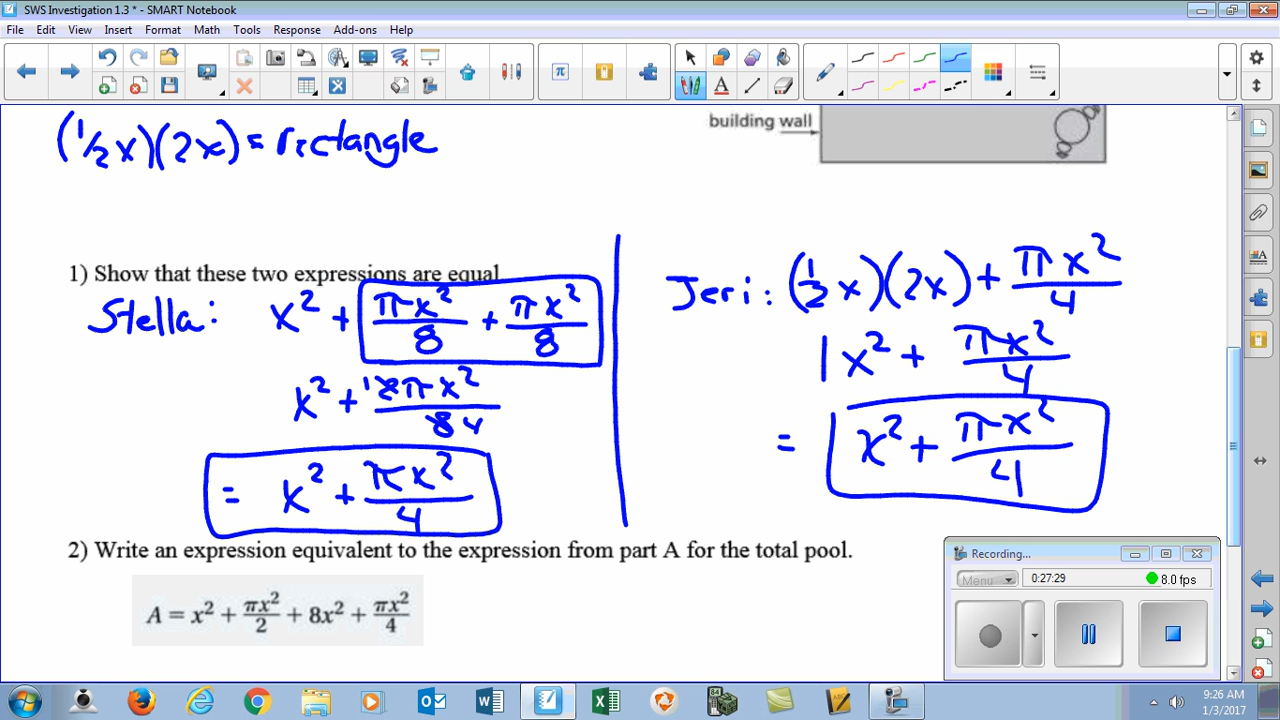 SWS Investigation 1.3 * - SMART Notebook
File Edit View Insert Format Math Tools Response Add-ons Help
(1/2x)(2x) = rectangle
building wall
1) Show that these two expressions are equal
Stella: x² + πx²/8 + πx²/8
x² + 1 2πx²/8 4
= x² + πx²/4
Jeri: (1/2 x)(2x) + πx²/4
1x² + πx²/4
= x² + πx²/4
2) Write an expression equivalent to the expression from part A for the total pool.
A = x² + πx²/2 + 8x² + πx²/4
Recording...
Menu 0:27:29 8.0 fps
9:26 AM
1/3/2017